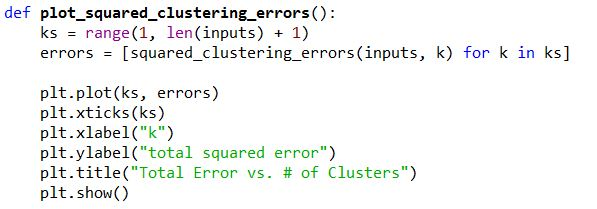 def plot_squared_clustering_errors():
    ks = range(1, len(inputs) + 1)
    errors = [squared_clustering_errors(inputs, k) for k in ks]

    plt.plot(ks, errors)
    plt.xticks(ks)
    plt.xlabel("k")
    plt.ylabel("total squared error")
    plt.title("Total Error vs. # of Clusters")
    plt.show()